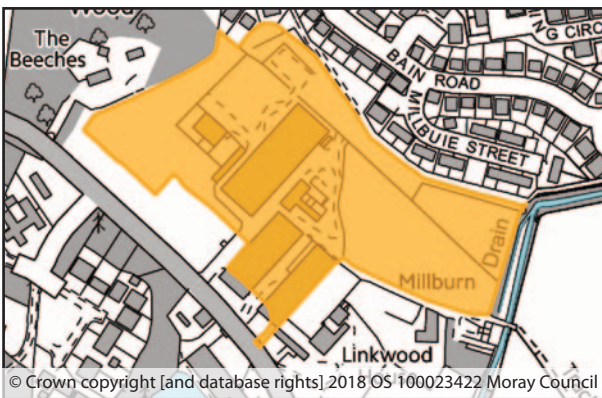 The
Beeches
BAIN ROAD
MILLBUIE STREET
Drain
Millburn
Linkwood
© Crown copyright [and database rights] 2018 OS 100023422 Moray Council